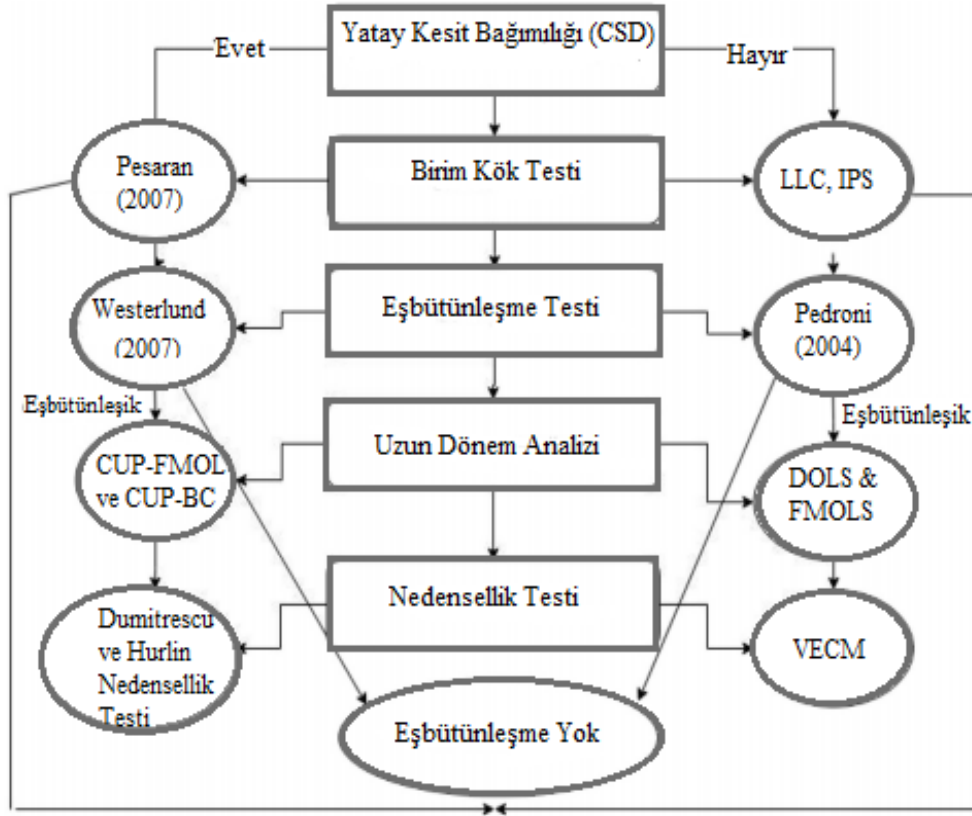 Yatay Kesit Bağımılığı (CSD)
Evet
Hayır
Pesaran
(2007)
Birim Kök Testi
LLC, IPS
Westerlund
(2007)
Eşbütünleşme Testi
Pedroni
(2004)
Eşbütünleşik
Eşbütünleşik
CUP-FMOL
ve CUP-BC
Uzun Dönem Analizi
DOLS &
FMOLS
Dumitrescu
ve Hurlin
Nedensellik
Testi
Nedensellik Testi
VECM
Eşbütünleşme Yok